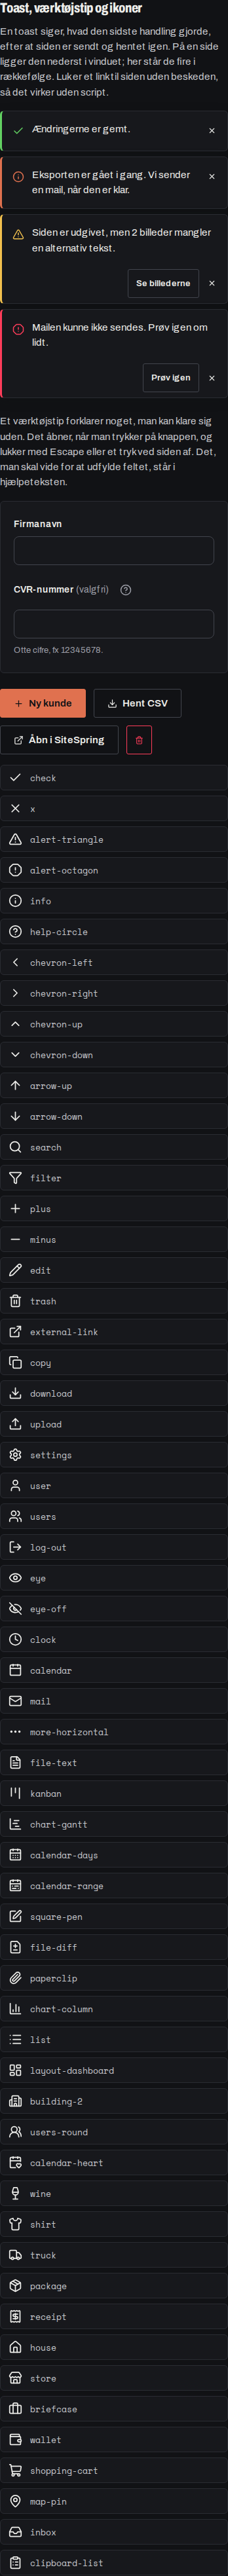 Toast, værktøjstip og ikoner
En toast siger, hvad den sidste handling gjorde,
efter at siden er sendt og hentet igen. På en side
ligger den nederst i vinduet; her står de fire i
rækkefølge. Luker et link til siden uden beskeden,
så det virker uden script.
Ændringerne er gemt.
Eksporten er gået i gang. Vi sender
en mail, når den er klar.
Siden er udgivet, men 2 billeder mangler
en alternativ tekst.
Se billederne
Mailen kunne ikke sendes. Prøv igen om
lidt.
Prøv igen
Et værktøjstip forklarer noget, man kan klare sig
uden. Det åbner, når man trykker på knappen, og
lukker med Escape eller et tryk ved siden af. Det,
man skal vide for at udfylde feltet, står i
hjælpeteksten.
Firmanavn
CVR-nummer (valgfri)
Otte cifre, fx 12345678.
Ny kunde
Hent CSV
Åbn i SiteSpring
check
x
alert-triangle
alert-octagon
info
help-circle
chevron-left
chevron-right
chevron-up
chevron-down
arrow-up
arrow-down
search
filter
plus
minus
edit
trash
external-link
copy
download
upload
settings
user
users
log-out
eye
eye-off
clock
calendar
mail
more-horizontal
file-text
kanban
chart-gantt
calendar-days
calendar-range
square-pen
file-diff
paperclip
chart-column
list
layout-dashboard
building-2
users-round
calendar-heart
wine
shirt
truck
package
receipt
house
store
briefcase
wallet
shopping-cart
map-pin
inbox
clipboard-list